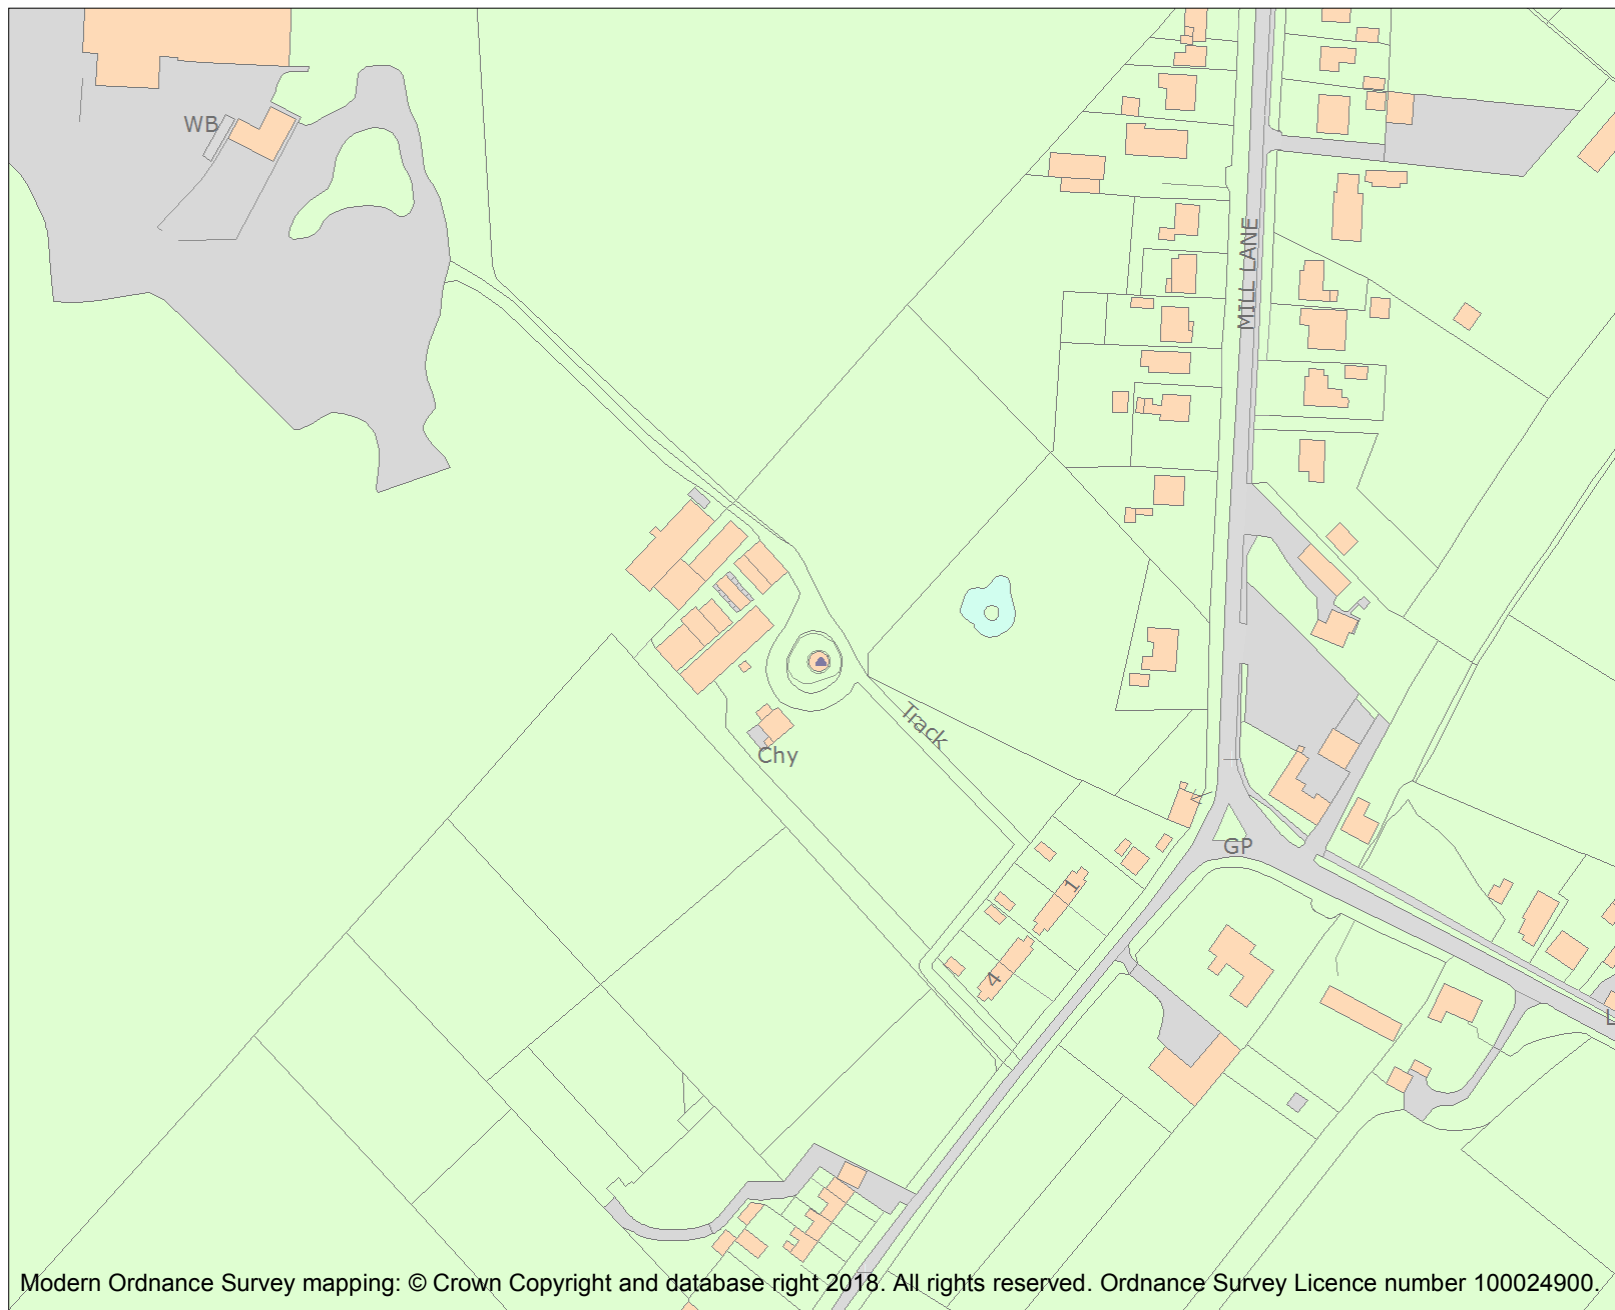 WB
MILL LANE
Track
Chy
GP
1
4
L
Modern Ordnance Survey mapping: © Crown Copyright and database right 2018. All rights reserved. Ordnance Survey Licence number 100024900.